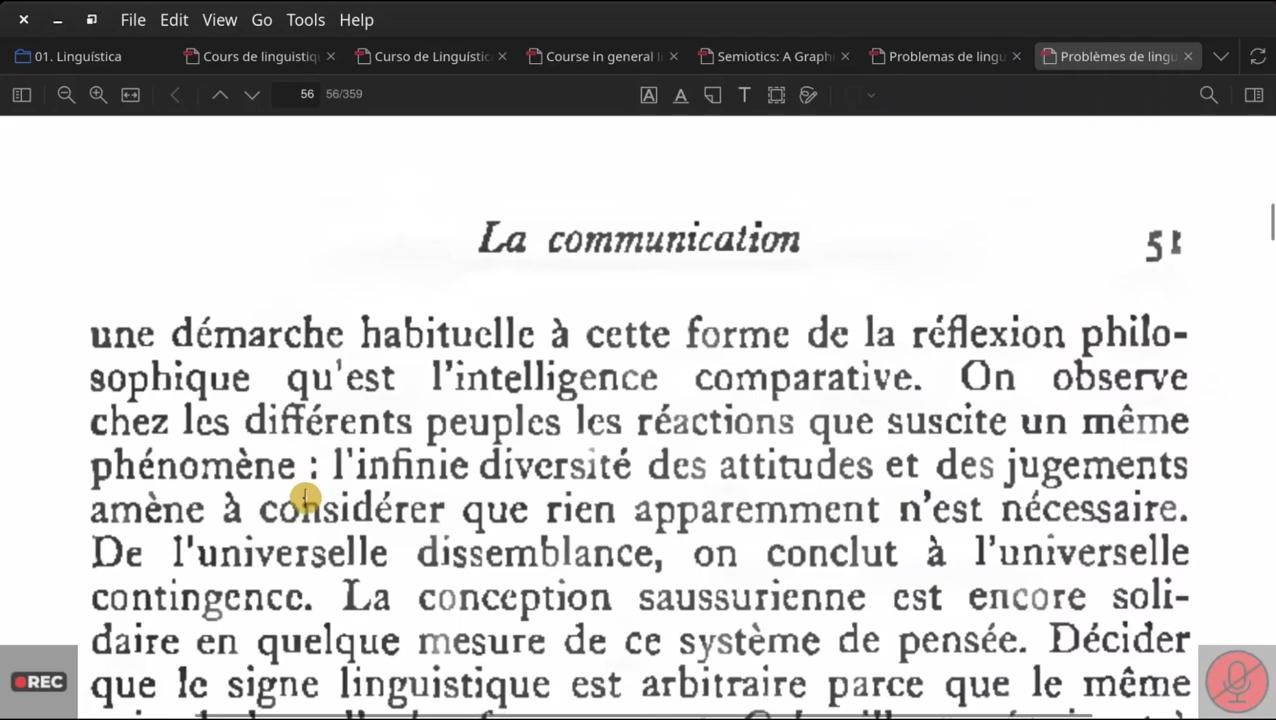 File Edit View Go Tools Help
01. Linguística Cours de linguistiqu Curso de Linguístic Course in general li Semiotics: A Graph Problemas de lingu Problèmes de lingu
56 56/359
La communication 51
une démarche habituelle à cette forme de la réflexion philo-
sophique qu'est l'intelligence comparative. On observe
chez les différents peuples les réactions que suscite un même
phénomène : l'infinie diversité des attitudes et des jugements
amène à considérer que rien apparemment n'est nécessaire.
De l'universelle dissemblance, on conclut à l'universelle
contingence. La conception saussurienne est encore soli-
daire en quelque mesure de ce système de pensée. Décider
que le signe linguistique est arbitraire parce que le même
REC